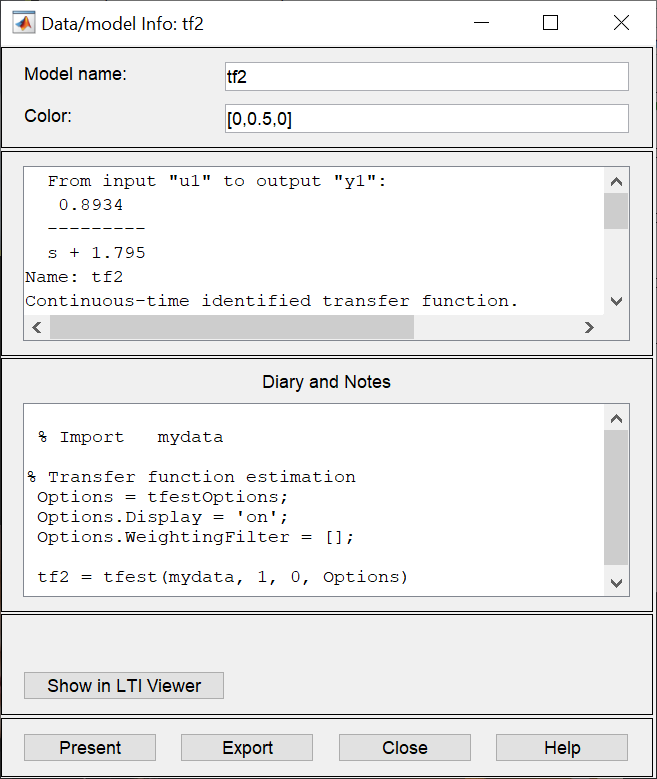 Data/model Info: tf2
Model name:
tf2
Color:
[0,0.5,0]
From input "u1" to output "y1":
0.8934
---------
s + 1.795
Name: tf2
Continuous-time identified transfer function.
Diary and Notes
% Import   mydata
% Transfer function estimation
Options = tfestOptions;
Options.Display = 'on';
Options.WeightingFilter = [];
tf2 = tfest(mydata, 1, 0, Options)
Show in LTI Viewer
Present
Export
Close
Help